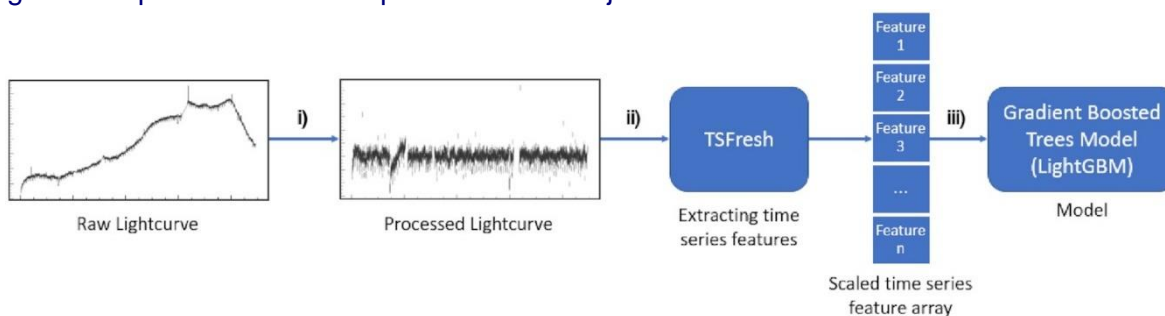 i)
ii)
iii)
Raw Lightcurve
Processed Lightcurve
TSFresh
Extracting time
series features
Feature
1
Feature
2
Feature
3
...
Feature
n
Scaled time series
feature array
Gradient Boosted
Trees Model
(LightGBM)
Model